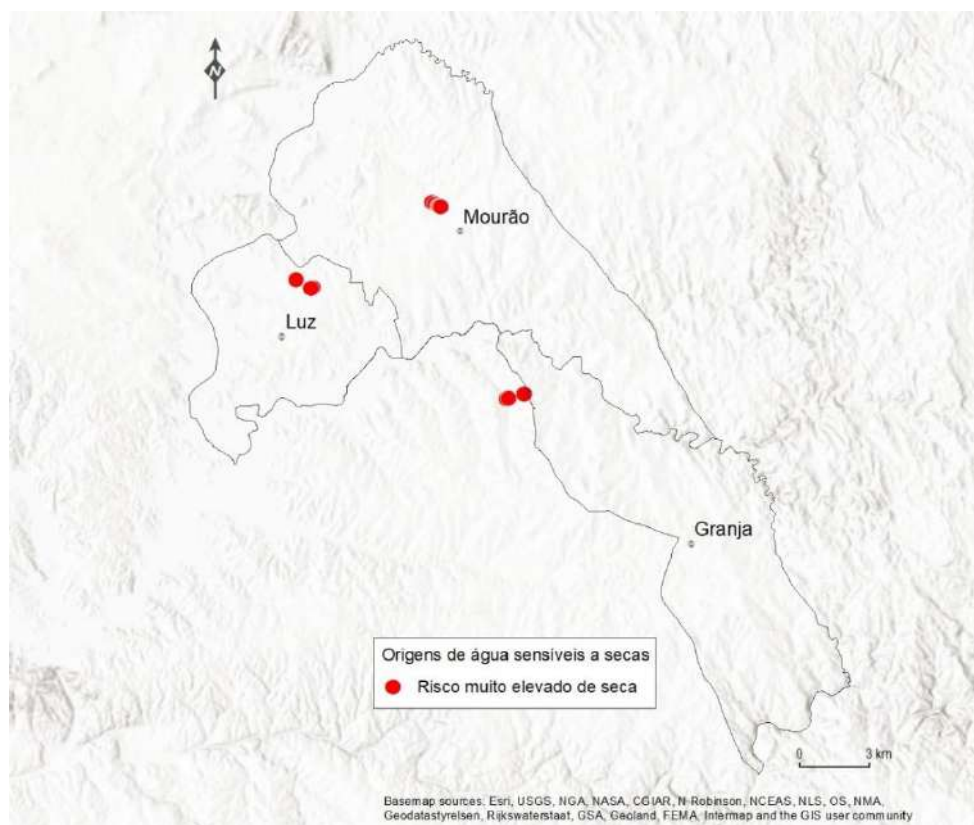 N
Mourão
Luz
Granja
Origens de água sensíveis a secas
Risco muito elevado de seca
0 3 km
Basemap sources: Esri, USGS, NGA, NASA, CGIAR, N Robinson, NCEAS, NLS, OS, NMA,
Geodatastyrelsen, Rijkswaterstaat, GSA, Geoland, FEMA, Intermap and the GIS user community